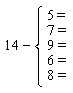 5 =
7 =
14 - 9 =
6 =
8 =